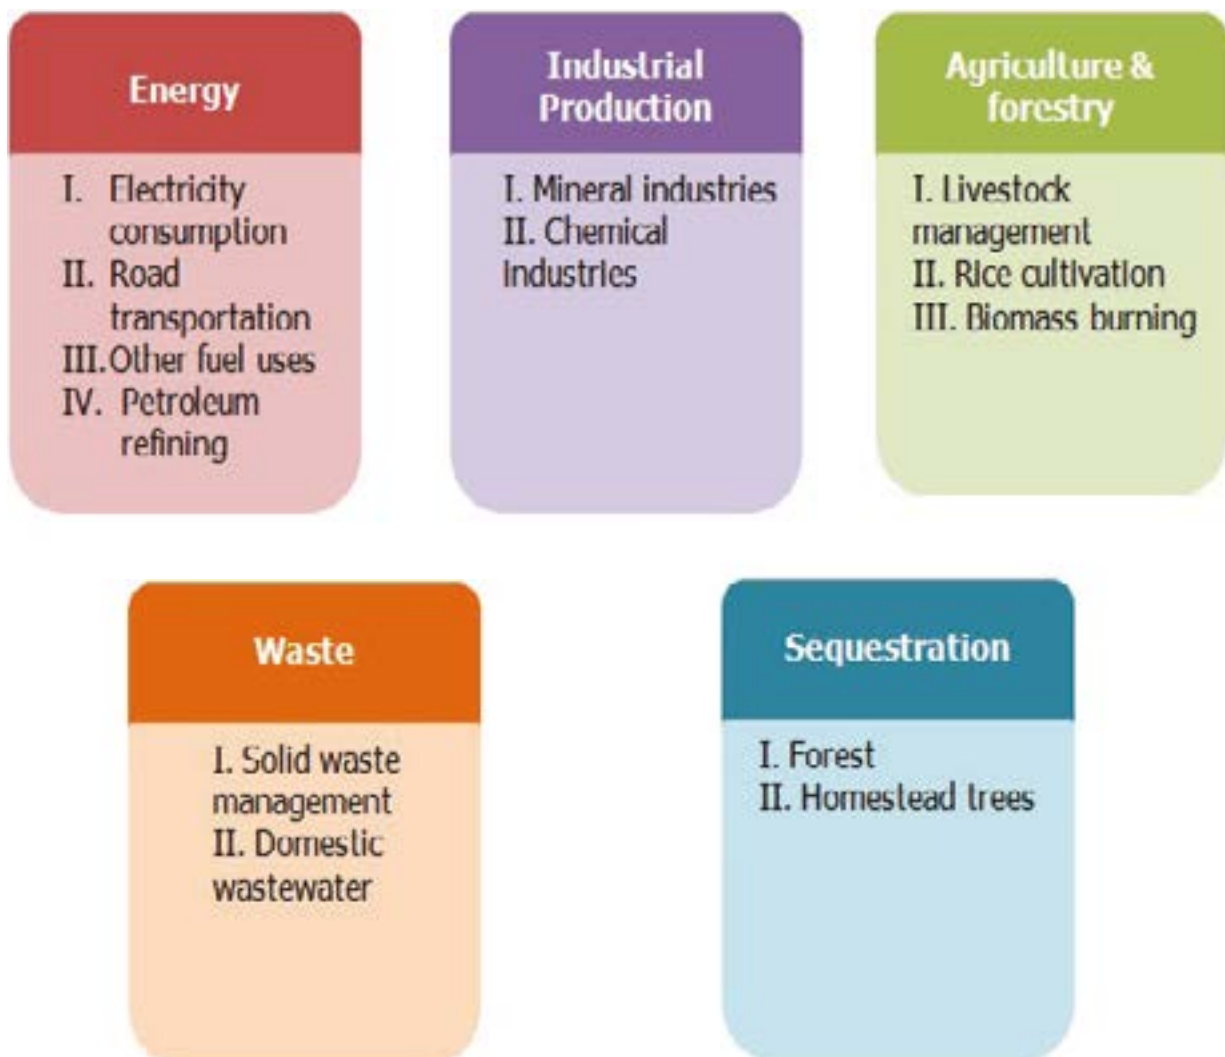 Energy
I. Electricity
consumption
II. Road
transportation
III.Other fuel uses
IV. Petroleum
refining
Industrial
Production
I. Mineral industries
II. Chemical
industries
Agriculture &
forestry
I. Livestock
management
II. Rice cultivation
III. Biomass burning
Waste
I. Solid waste
management
II. Domestic
wastewater
Sequestration
I. Forest
II. Homestead trees